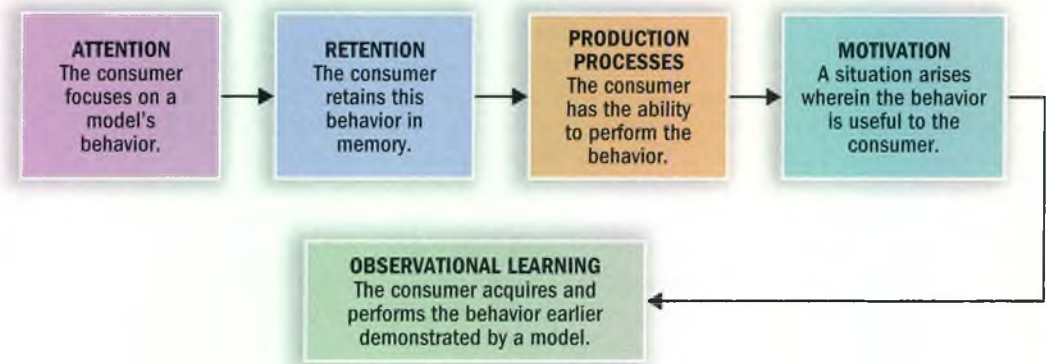 ATTENTION
The consumer
focuses on a
model's
behavior.
RETENTION
The consumer
retains this
behavior in
memory.
PRODUCTION
PROCESSES
The consumer
has the ability
to perform the
behavior.
MOTIVATION
A situation arises
wherein the behavior
is useful to the
consumer.
OBSERVATIONAL LEARNING
The consumer acquires and
performs the behavior earlier
demonstrated by a model.